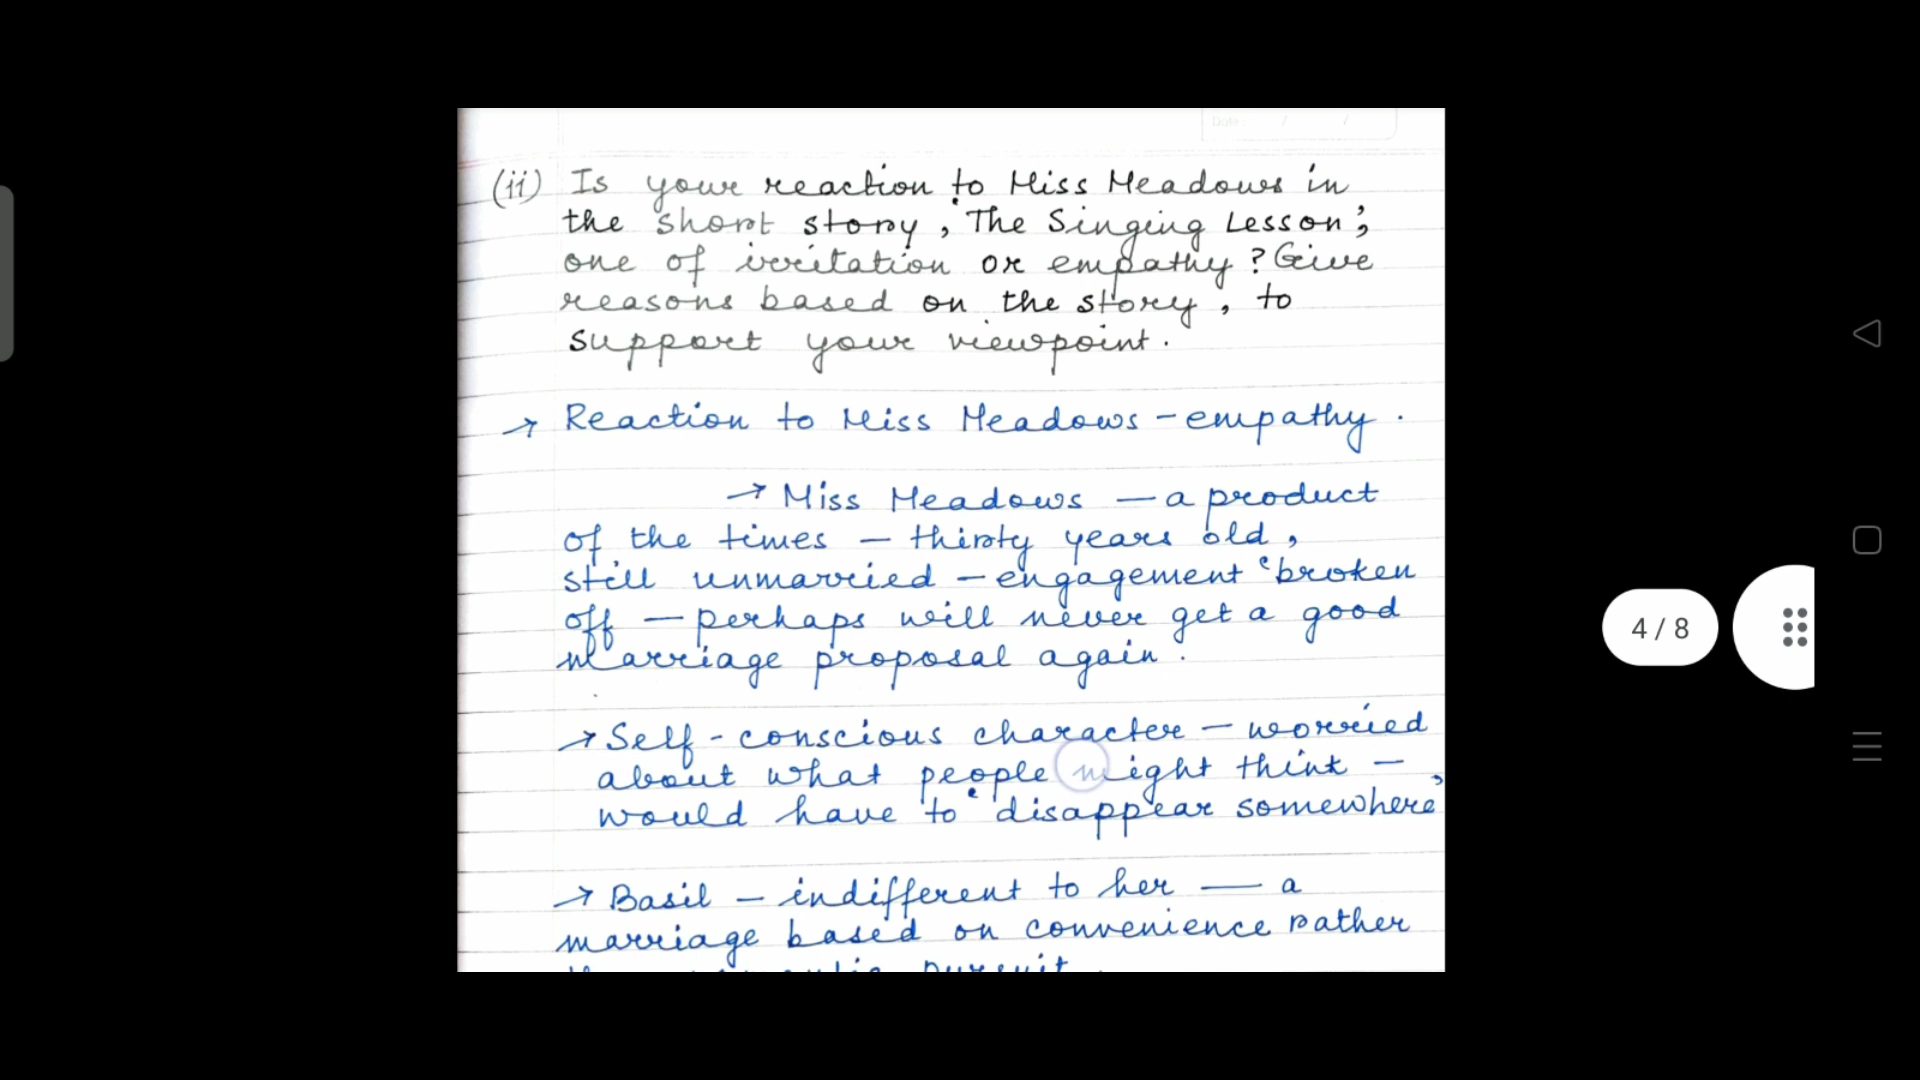 Date : / /
(ii) Is your reaction to Miss Meadows in
the short story, 'The Singing Lesson',
one of irritation or empathy? Give
reasons based on the story, to
support your viewpoint.
→ Reaction to Miss Meadows - empathy.
→ Miss Meadows — a product
of the times — thirty years old,
still unmarried — engagement 'broken
off — perhaps will never get a good
marriage proposal again.
→ Self-conscious character — worried
about what people might think —
would have to 'disappear somewhere'
→ Basil — indifferent to her — a
marriage based on convenience rather
pursuit.
4 / 8